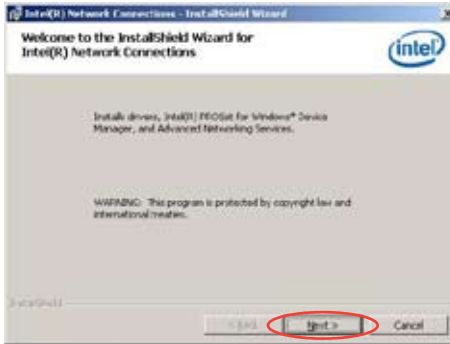 Intel(R) Network Connections - InstallShield Wizard
Welcome to the InstallShield Wizard for
Intel(R) Network Connections
intel
Installs drivers, Intel(R) PROSet for Windows* Device
Manager, and Advanced Networking Services.
WARNING: This program is protected by copyright law and
international treaties.
InstallShield
< Back
Next >
Cancel